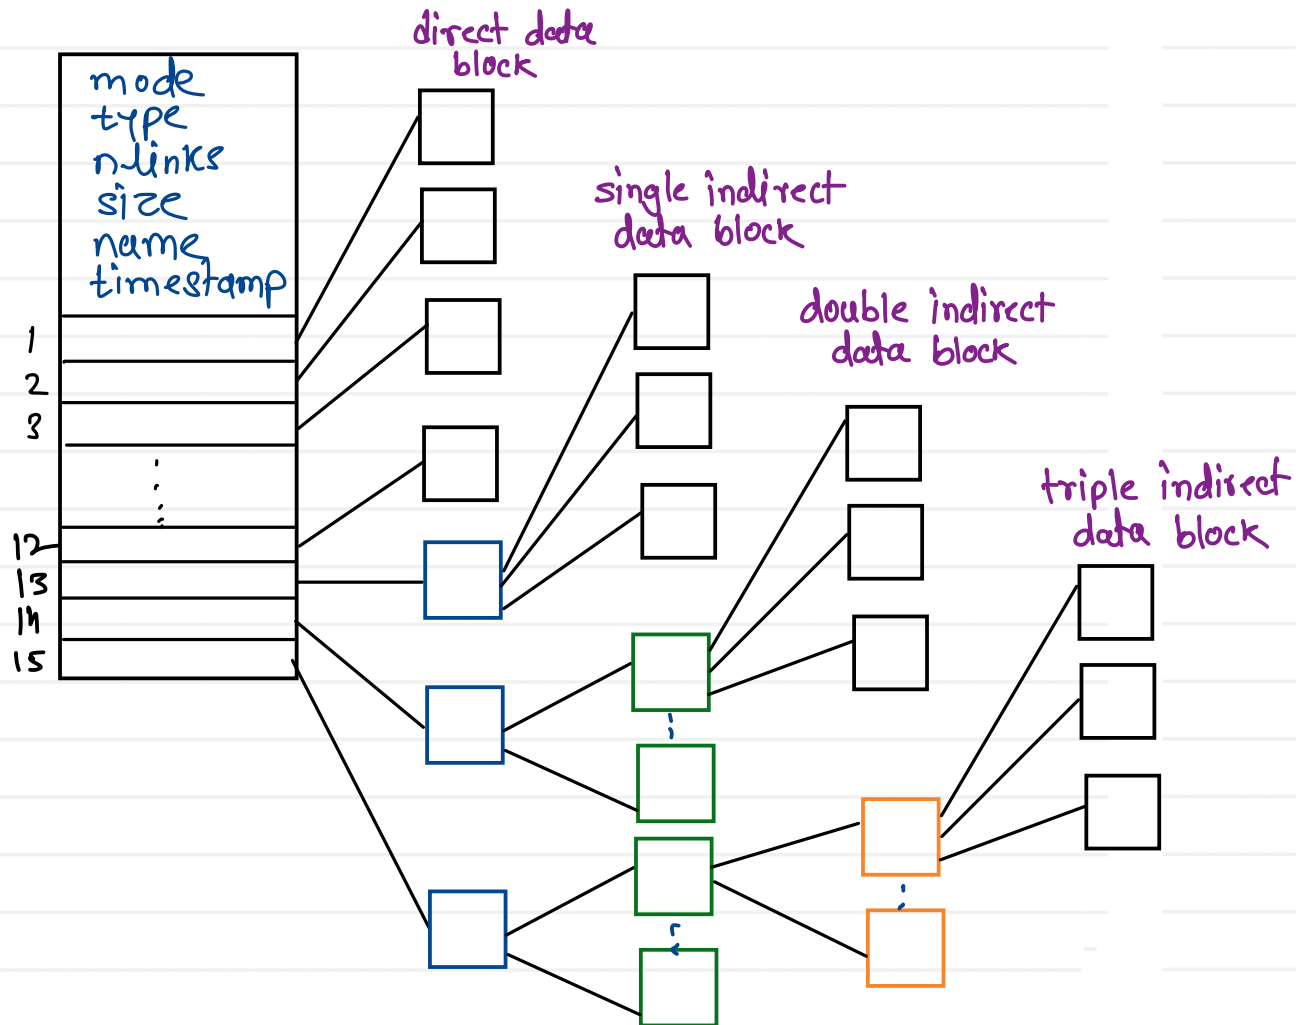 direct data
block
mode
type
n-links
size
name
timestamp
single indirect
data block
double indirect
data block
triple indirect
data block
1
2
3
12
13
14
15